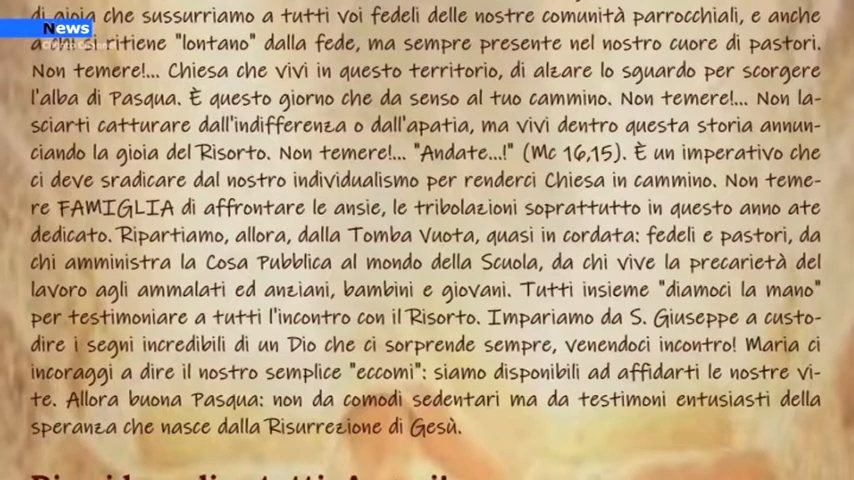 di gioia che sussurriamo a tutti voi fedeli delle nostre comunità parrocchiali, e anche
News
a chi si ritiene "lontano" dalla fede, ma sempre presente nel nostro cuore di pastori.
Non temere!... Chiesa che vivi in questo territorio, di alzare lo sguardo per scorgere
l'alba di Pasqua. È questo giorno che da senso al tuo cammino. Non temere!... Non la-
sciarti catturare dall'indifferenza o dall'apatia, ma vivi dentro questa storia annun-
ciando la gioia del Risorto. Non temere!... "Andate...!" (Mc 16,15). È un imperativo che
ci deve sradicare dal nostro individualismo per renderci Chiesa in cammino. Non teme-
re FAMIGLIA di affrontare le ansie, le tribolazioni soprattutto in questo anno ate
dedicato. Ripartiamo, allora, dalla Tomba Vuota, quasi in cordata: fedeli e pastori, da
chi amministra la Cosa Pubblica al mondo della Scuola, da chi vive la precarietà del
lavoro agli ammalati ed anziani, bambini e giovani. Tutti insieme "diamoci la mano"
per testimoniare a tutti l'incontro con il Risorto. Impariamo da S. Giuseppe a custo-
dire i segni incredibili di un Dio che ci sorprende sempre, venendoci incontro! Maria ci
incoraggi a dire il nostro semplice "eccomi": siamo disponibili ad affidarti le nostre vi-
te. Allora buona Pasqua: non da comodi sedentari ma da testimoni entusiasti della
speranza che nasce dalla Risurrezione di Gesù.